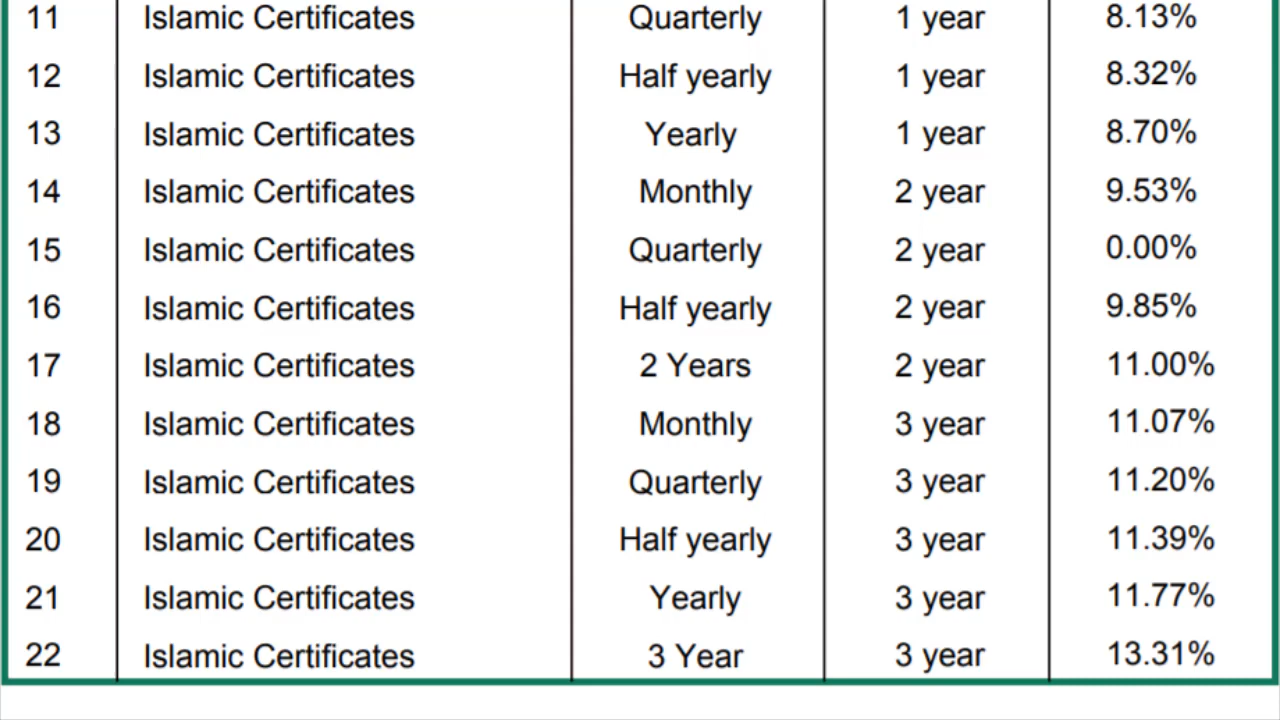 11 Islamic Certificates Quarterly 1 year 8.13%
12 Islamic Certificates Half yearly 1 year 8.32%
13 Islamic Certificates Yearly 1 year 8.70%
14 Islamic Certificates Monthly 2 year 9.53%
15 Islamic Certificates Quarterly 2 year 0.00%
16 Islamic Certificates Half yearly 2 year 9.85%
17 Islamic Certificates 2 Years 2 year 11.00%
18 Islamic Certificates Monthly 3 year 11.07%
19 Islamic Certificates Quarterly 3 year 11.20%
20 Islamic Certificates Half yearly 3 year 11.39%
21 Islamic Certificates Yearly 3 year 11.77%
22 Islamic Certificates 3 Year 3 year 13.31%